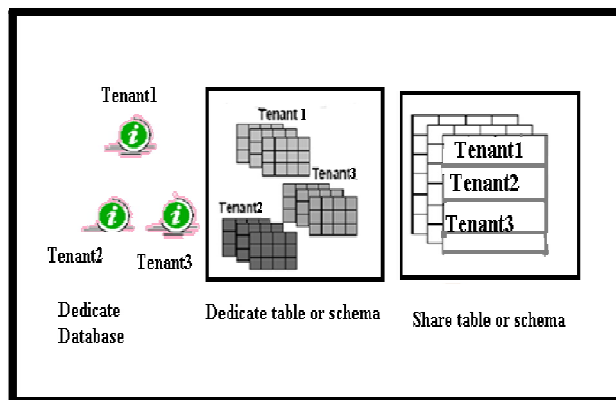 Tenant1
Tenant2
Tenant3
Dedicate
Database
Tenant 1
Tenant3
Tenant2
Dedicate table or schema
Tenant1
Tenant2
Tenant3
Share table or schema